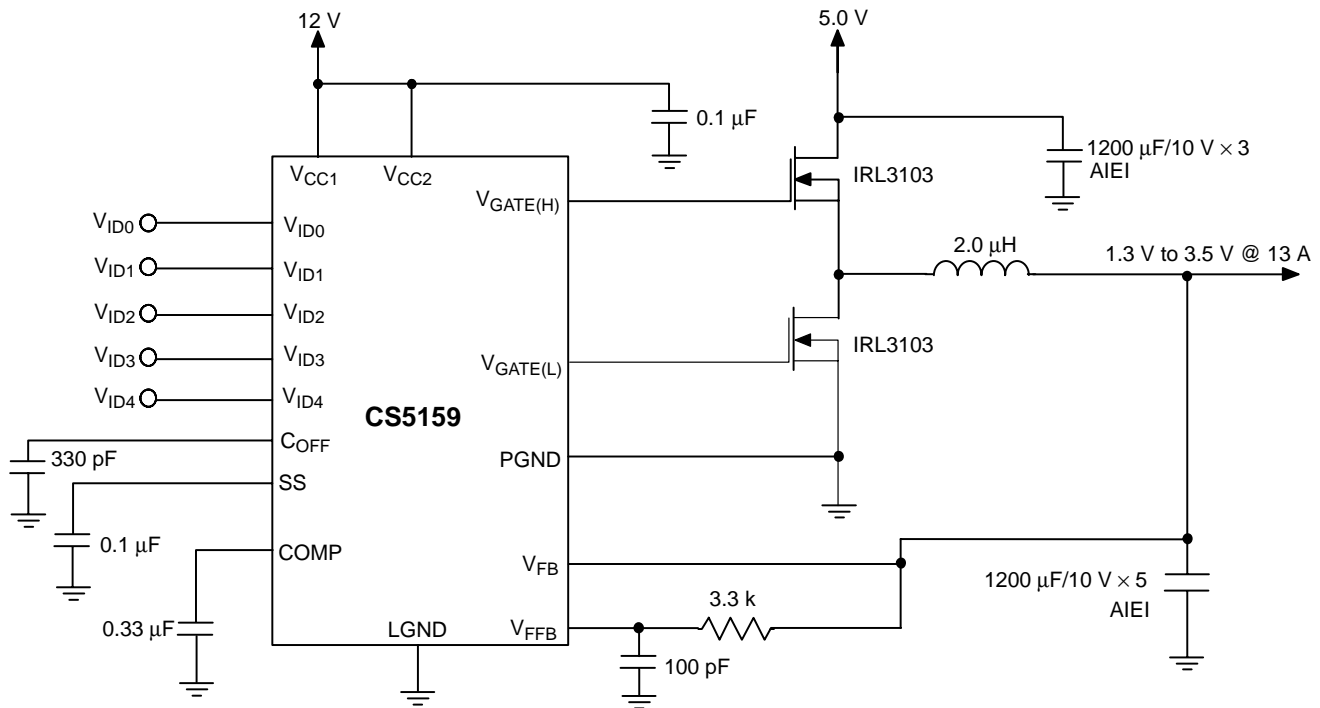 12 V
5.0 V
0.1 μF
1200 μF/10 V × 3
AIEI
VCC1
VCC2
IRL3103
VGATE(H)
VID0
VID0
2.0 μH
1.3 V to 3.5 V @ 13 A
VID1
VID1
VID2
VID2
IRL3103
VID3
VID3
VGATE(L)
VID4
VID4
CS5159
COFF
330 pF
PGND
SS
0.1 μF
COMP
VFB
1200 μF/10 V × 5
AIEI
3.3 k
0.33 μF
LGND
VFFB
100 pF